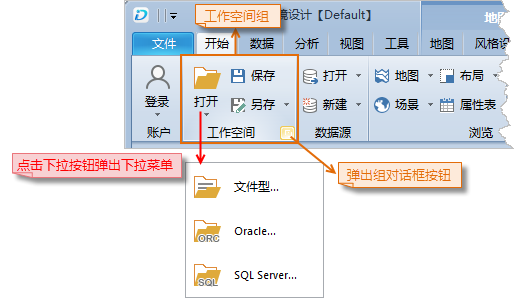 工作空间组
境设计【Default】
文件 开始 数据 分析 视图 工具 地图 风格设
登录 打开 保存 打开 地图 布局
另存 新建 场景 属性表
账户 工作空间 数据源 浏览
点击下拉按钮弹出下拉菜单
弹出组对话框按钮
文件型...
ORC Oracle...
SQL SQL Server...